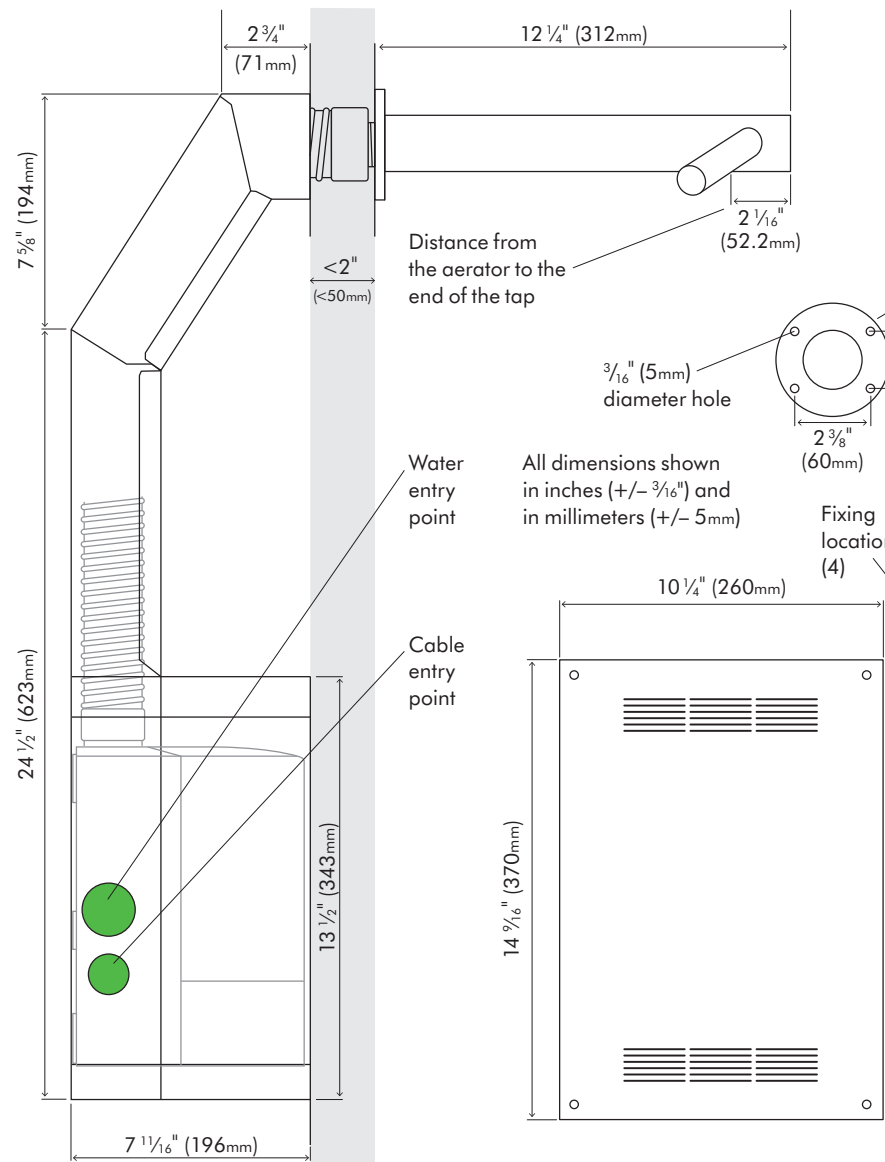 2 ¾"
(71mm)
12 ¼" (312mm)
7 ⅝" (194mm)
2 1/16"
(52.2mm)
Distance from
the aerator to the
end of the tap
<2"
(<50mm)
3/16" (5mm)
diameter hole
2 ⅜"
(60mm)
Water
entry
point
All dimensions shown
in inches (+/– 3/16") and
in millimeters (+/– 5mm)
Fixing
location
(4)
10 ¼" (260mm)
Cable
entry
point
24 ½" (623mm)
13 ½" (343mm)
14 9/16" (370mm)
7 11/16" (196mm)